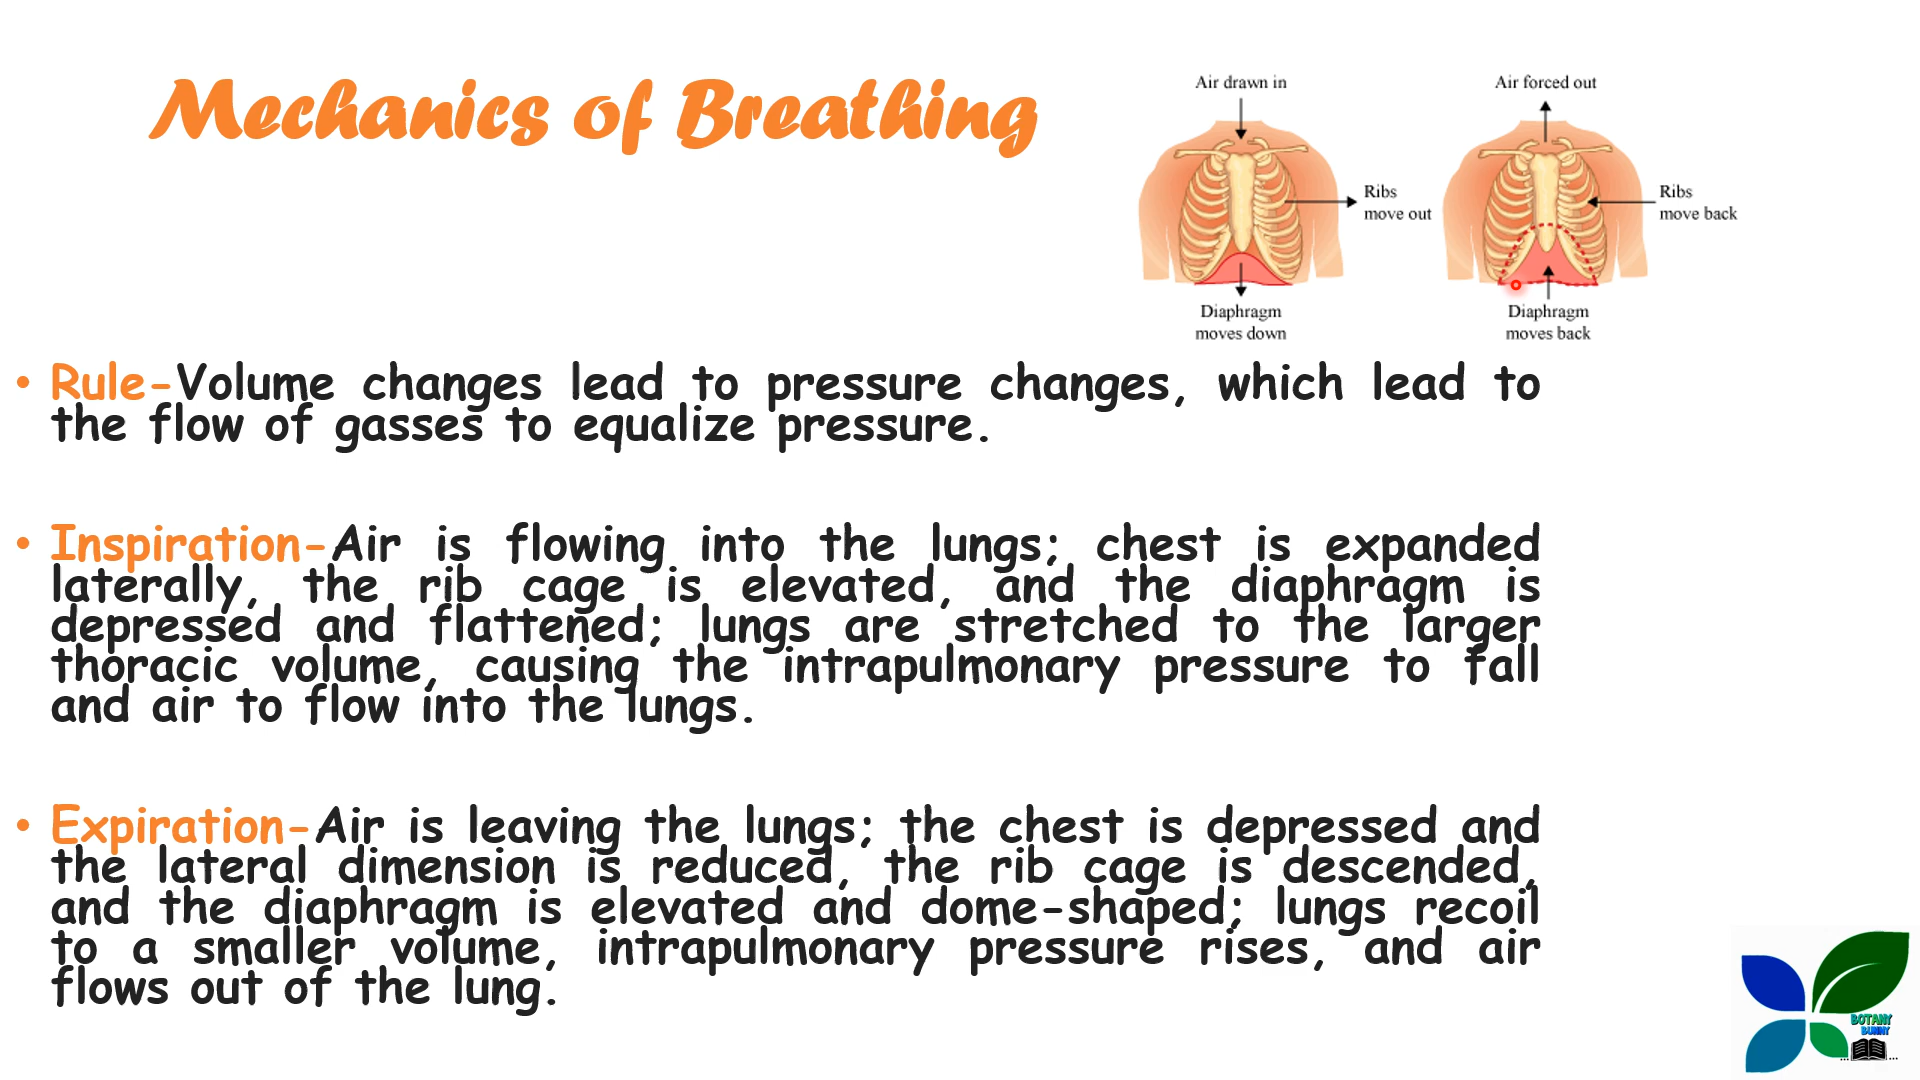 Mechanics of Breathing
Air drawn in
Air forced out
Ribs
move out
Ribs
move back
Diaphragm
moves down
Diaphragm
moves back
• Rule-Volume changes lead to pressure changes, which lead to
the flow of gasses to equalize pressure.
• Inspiration-Air is flowing into the lungs; chest is expanded
laterally, the rib cage is elevated, and the diaphragm is
depressed and flattened; lungs are stretched to the larger
thoracic volume, causing the intrapulmonary pressure to fall
and air to flow into the lungs.
• Expiration-Air is leaving the lungs; the chest is depressed and
the lateral dimension is reduced, the rib cage is descended,
and the diaphragm is elevated and dome-shaped; lungs recoil
to a smaller volume, intrapulmonary pressure rises, and air
flows out of the lung.
BOTANY
BUNNY